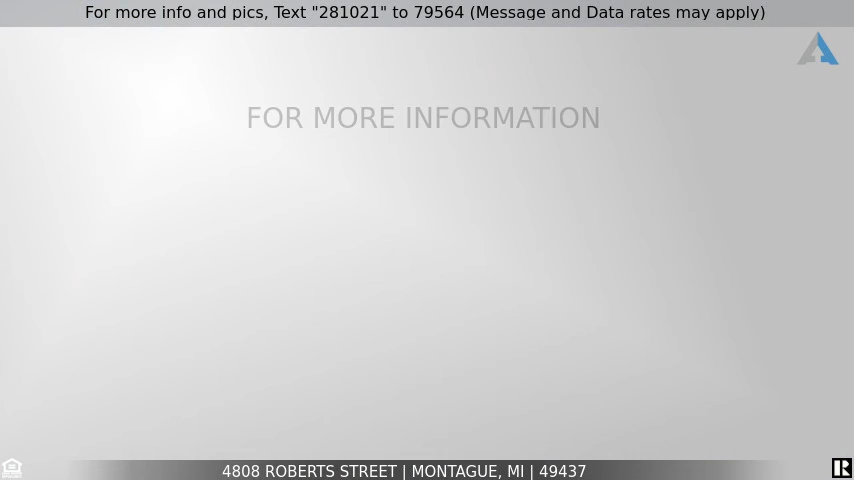 For more info and pics, Text "281021" to 79564 (Message and Data rates may apply)
FOR MORE INFORMATION
4808 ROBERTS STREET | MONTAGUE, MI | 49437